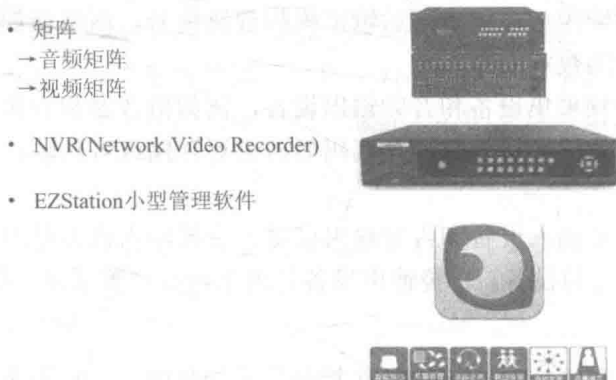 • 矩阵
→音频矩阵
→视频矩阵
• NVR(Network Video Recorder)
• EZStation小型管理软件